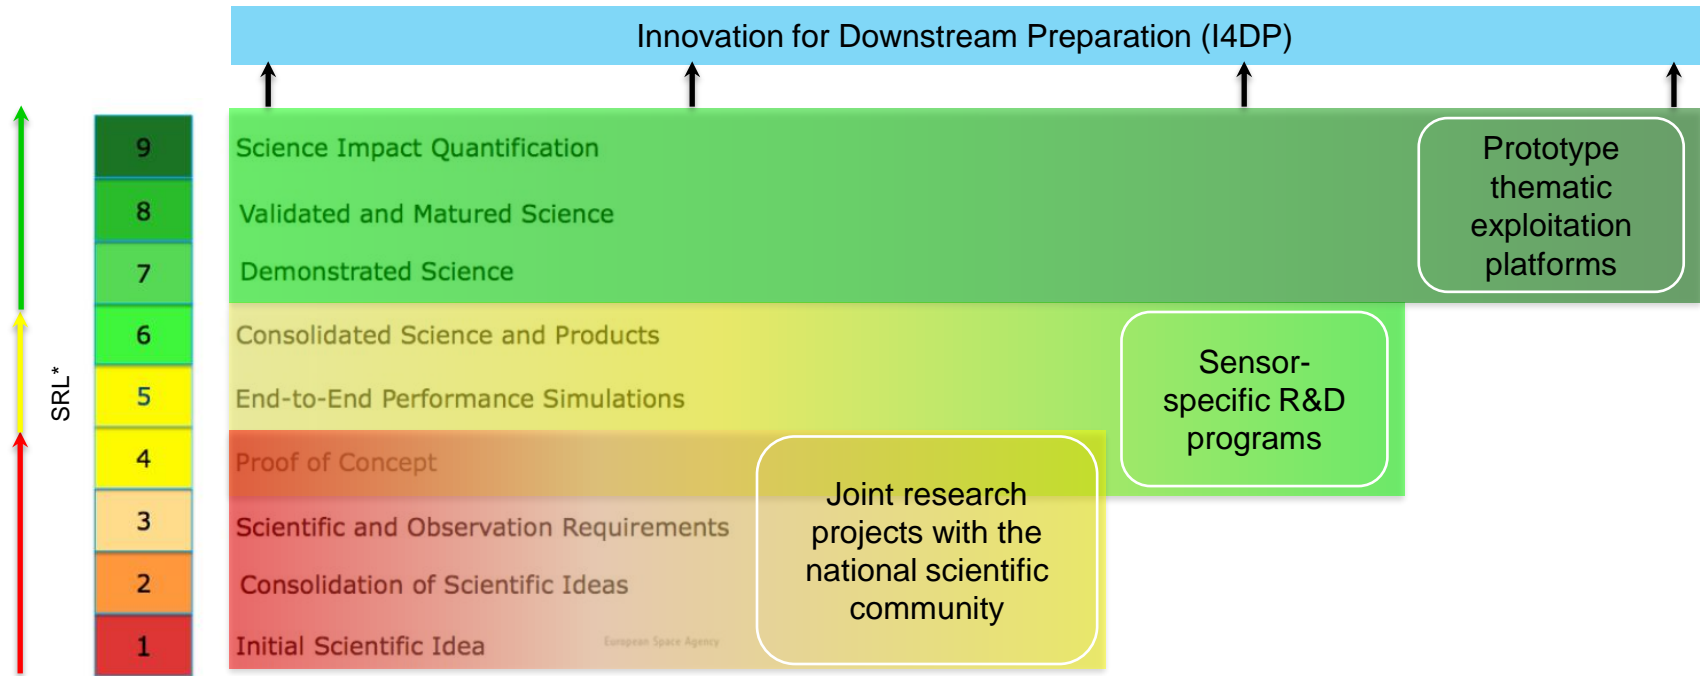 Innovation for Downstream Preparation (I4DP)
SRL*
9
Science Impact Quantification
8
Validated and Matured Science
7
Demonstrated Science
Prototype
thematic
exploitation
platforms
6
Consolidated Science and Products
5
End-to-End Performance Simulations
4
Proof of Concept
Sensor-
specific R&D
programs
3
Scientific and Observation Requirements
2
Consolidation of Scientific Ideas
1
Initial Scientific Idea
European Space Agency
Joint research
projects with the
national scientific
community